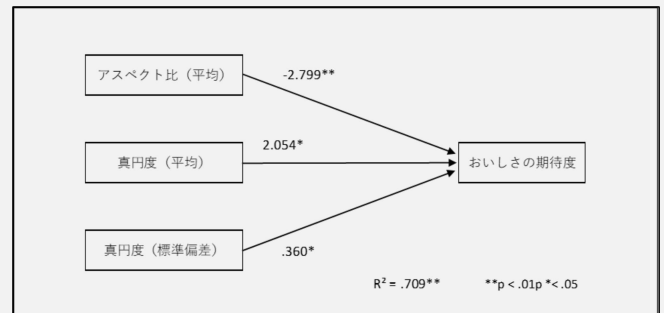 アスペクト比（平均）
-2.799**
2.054*
真円度（平均）
おいしさの期待度
真円度（標準偏差）
.360*
R² = .709**
**p < .01p *< .05